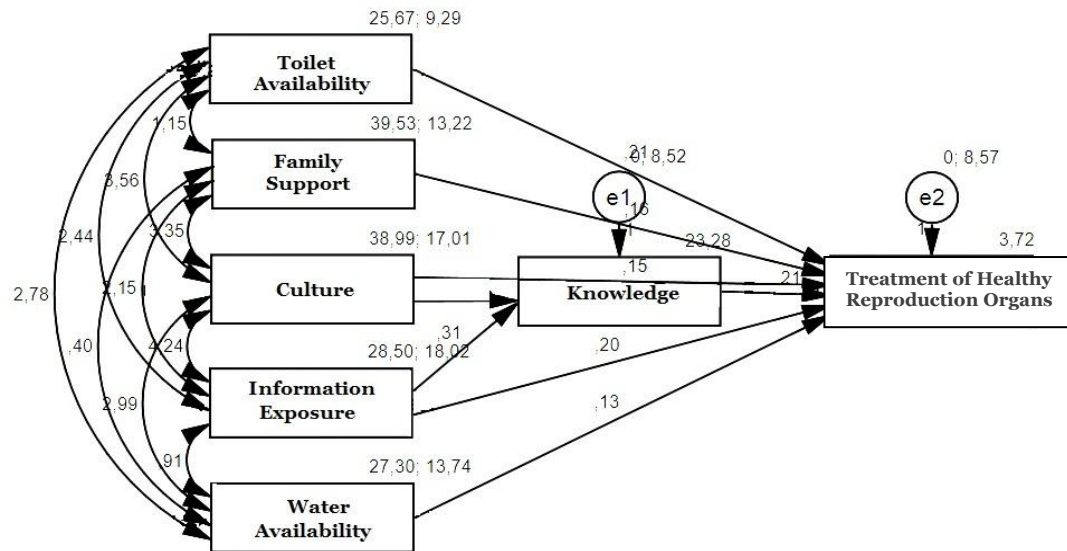 25,67; 9,29
Toilet
Availability
1,15
39,53; 13,22
Family
Support
,21
0; 8,52
e1
0; 8,57
e2
3,56
,16
1
1
2,44
3,35
38,99; 17,01
23,28
3,72
2,78
2,15
Culture
,15
Knowledge
,21
Treatment of Healthy
Reproduction Organs
,40
4,24
,31
28,50; 18,02
,20
Information
Exposure
2,99
,13
,91
27,30; 13,74
Water
Availability